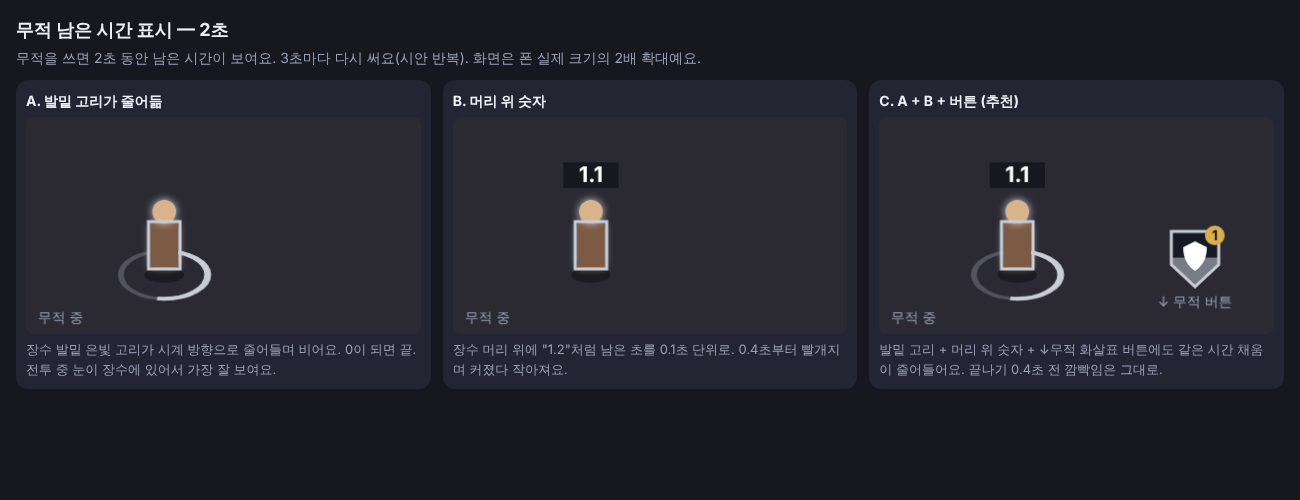 무적 남은 시간 표시 — 2초
무적을 쓰면 2초 동안 남은 시간이 보여요. 3초마다 다시 써요(시안 반복). 화면은 폰 실제 크기의 2배 확대예요.
A. 발밑 고리가 줄어듦
무적 중
장수 발밑 은빛 고리가 시계 방향으로 줄어들며 비어요. 0이 되면 끝.
전투 중 눈이 장수에 있어서 가장 잘 보여요.
B. 머리 위 숫자
1.1
무적 중
장수 머리 위에 "1.2"처럼 남은 초를 0.1초 단위로. 0.4초부터 빨개지
며 커졌다 작아져요.
C. A + B + 버튼 (추천)
1.1
1
↓ 무적 버튼
무적 중
발밑 고리 + 머리 위 숫자 + ↓무적 화살표 버튼에도 같은 시간 채움
이 줄어들어요. 끝나기 0.4초 전 깜빡임은 그대로.